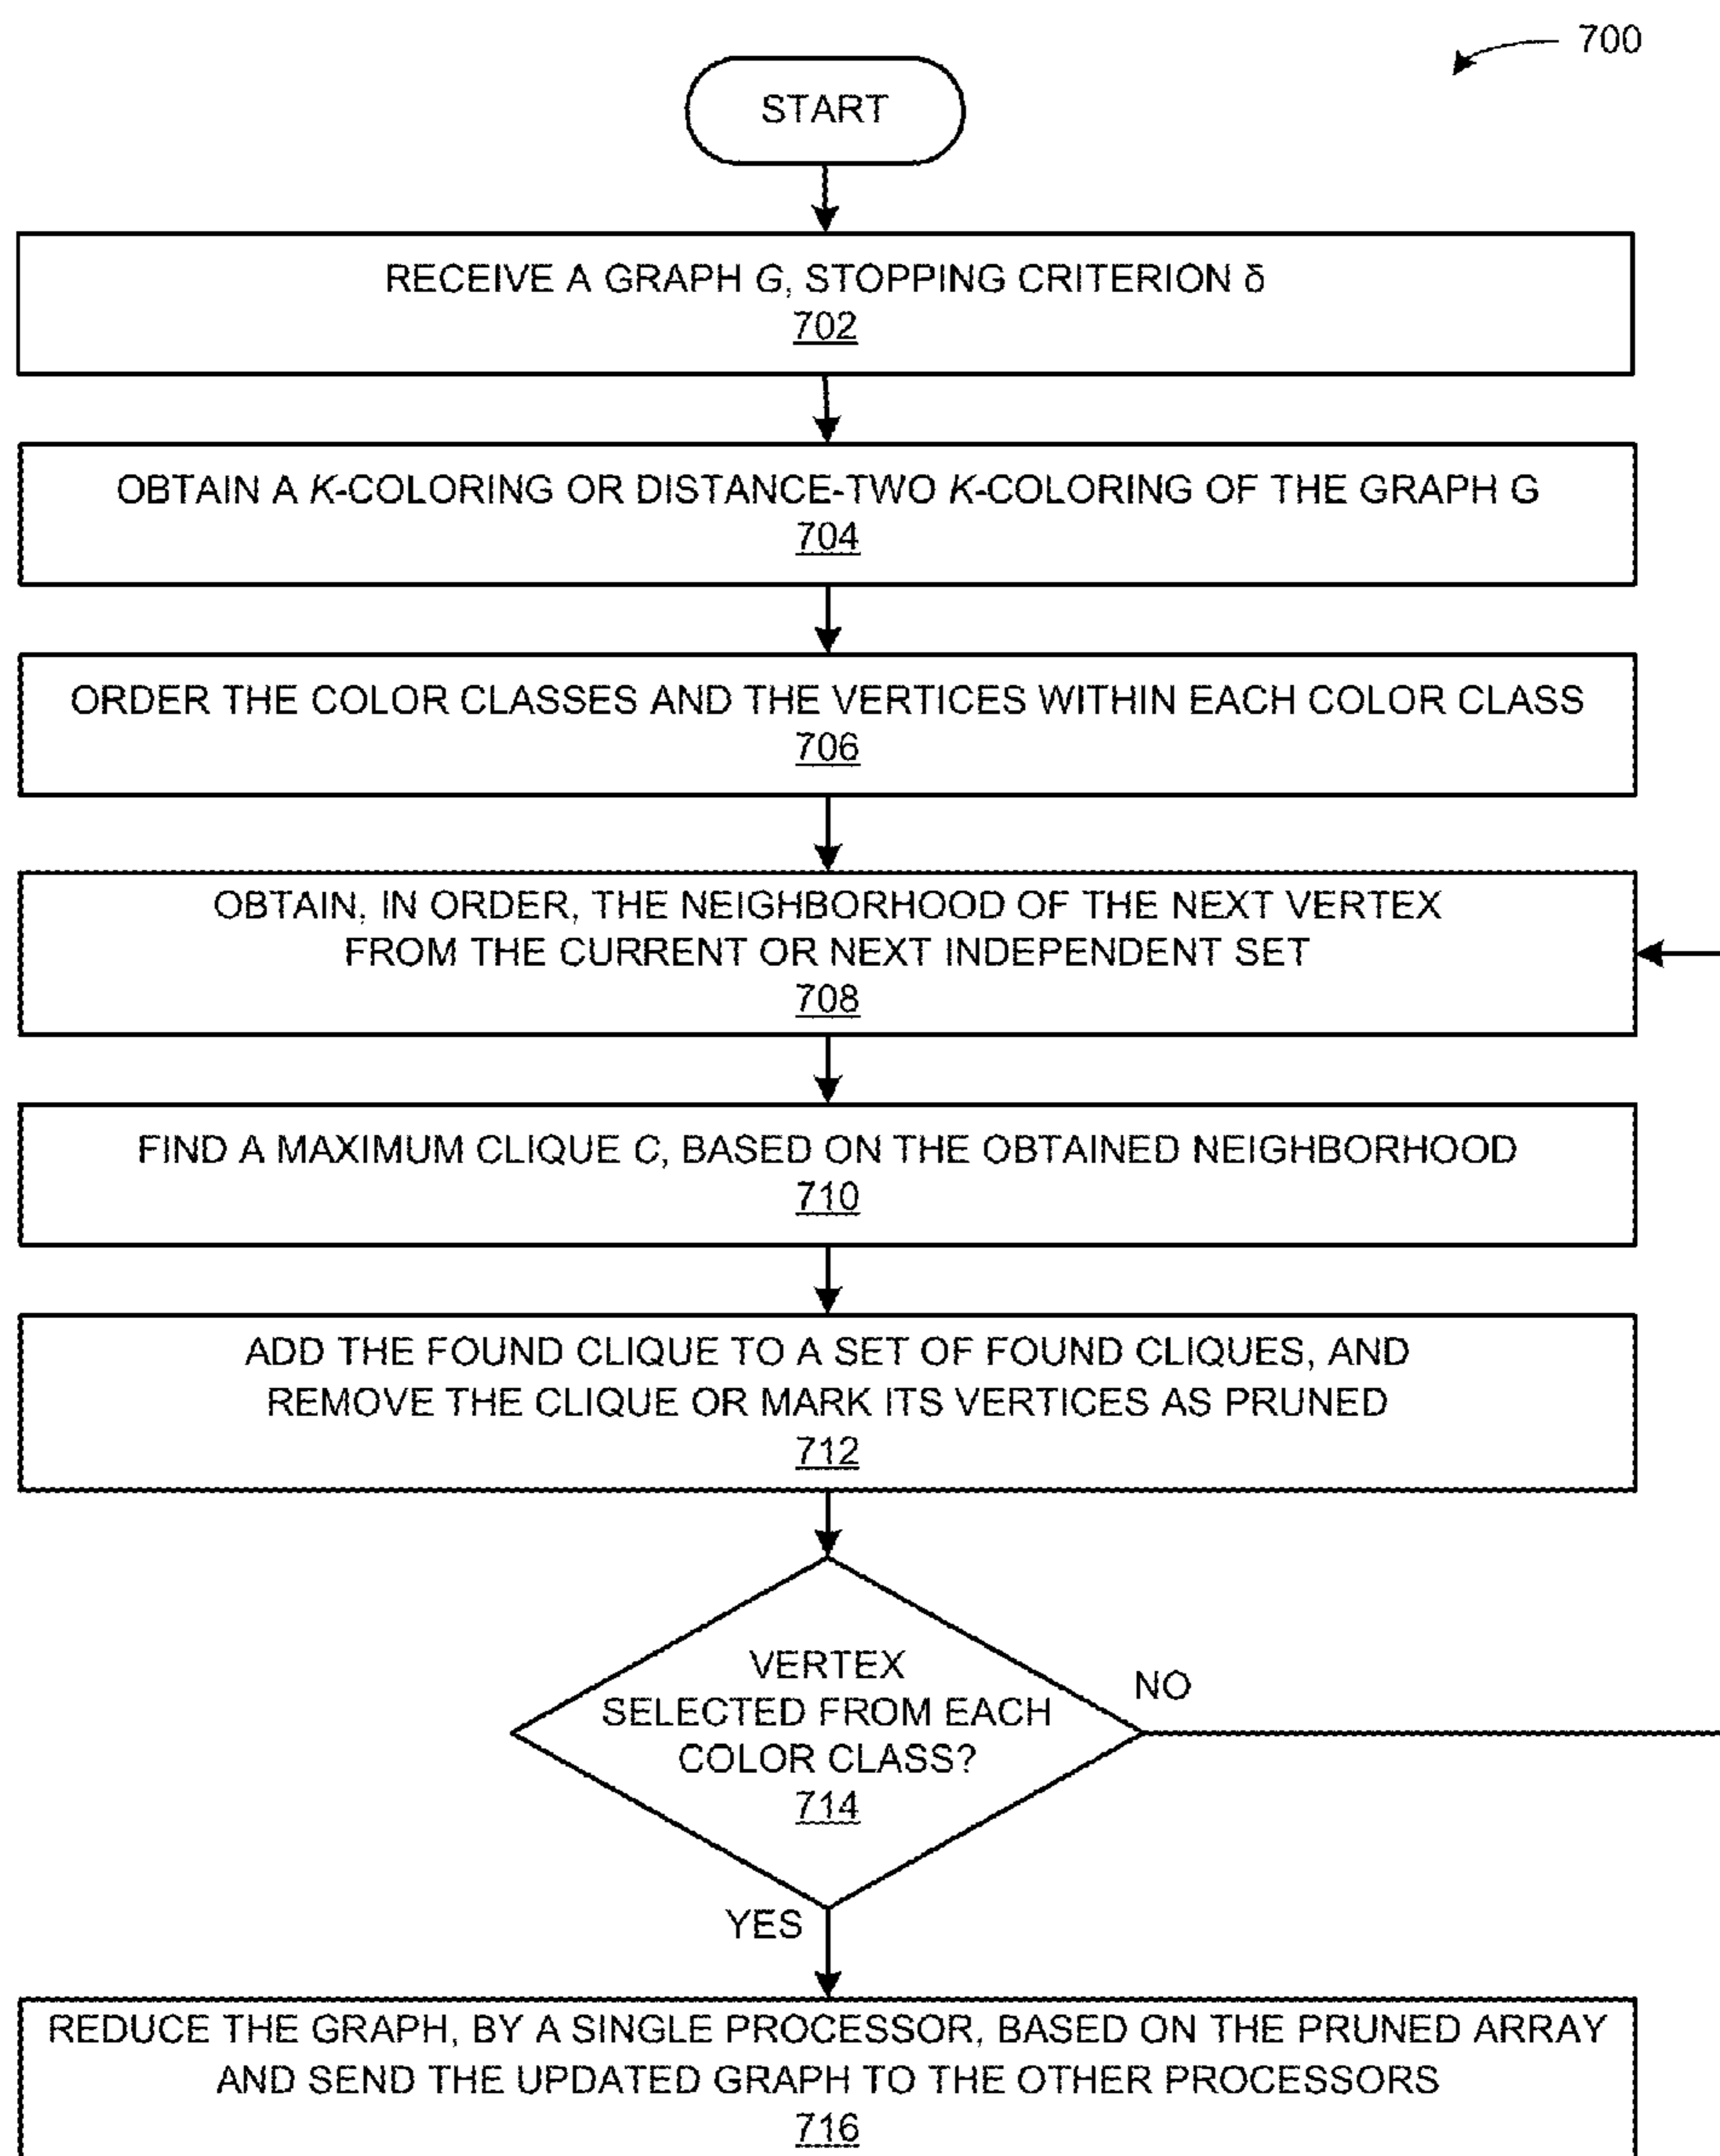 700
START
RECEIVE A GRAPH G, STOPPING CRITERION δ
702
OBTAIN A K-COLORING OR DISTANCE-TWO K-COLORING OF THE GRAPH G
704
ORDER THE COLOR CLASSES AND THE VERTICES WITHIN EACH COLOR CLASS
706
OBTAIN, IN ORDER, THE NEIGHBORHOOD OF THE NEXT VERTEX
FROM THE CURRENT OR NEXT INDEPENDENT SET
708
FIND A MAXIMUM CLIQUE C, BASED ON THE OBTAINED NEIGHBORHOOD
710
ADD THE FOUND CLIQUE TO A SET OF FOUND CLIQUES, AND
REMOVE THE CLIQUE OR MARK ITS VERTICES AS PRUNED
712
VERTEX
SELECTED FROM EACH
COLOR CLASS?
714
NO
YES
REDUCE THE GRAPH, BY A SINGLE PROCESSOR, BASED ON THE PRUNED ARRAY
AND SEND THE UPDATED GRAPH TO THE OTHER PROCESSORS
716